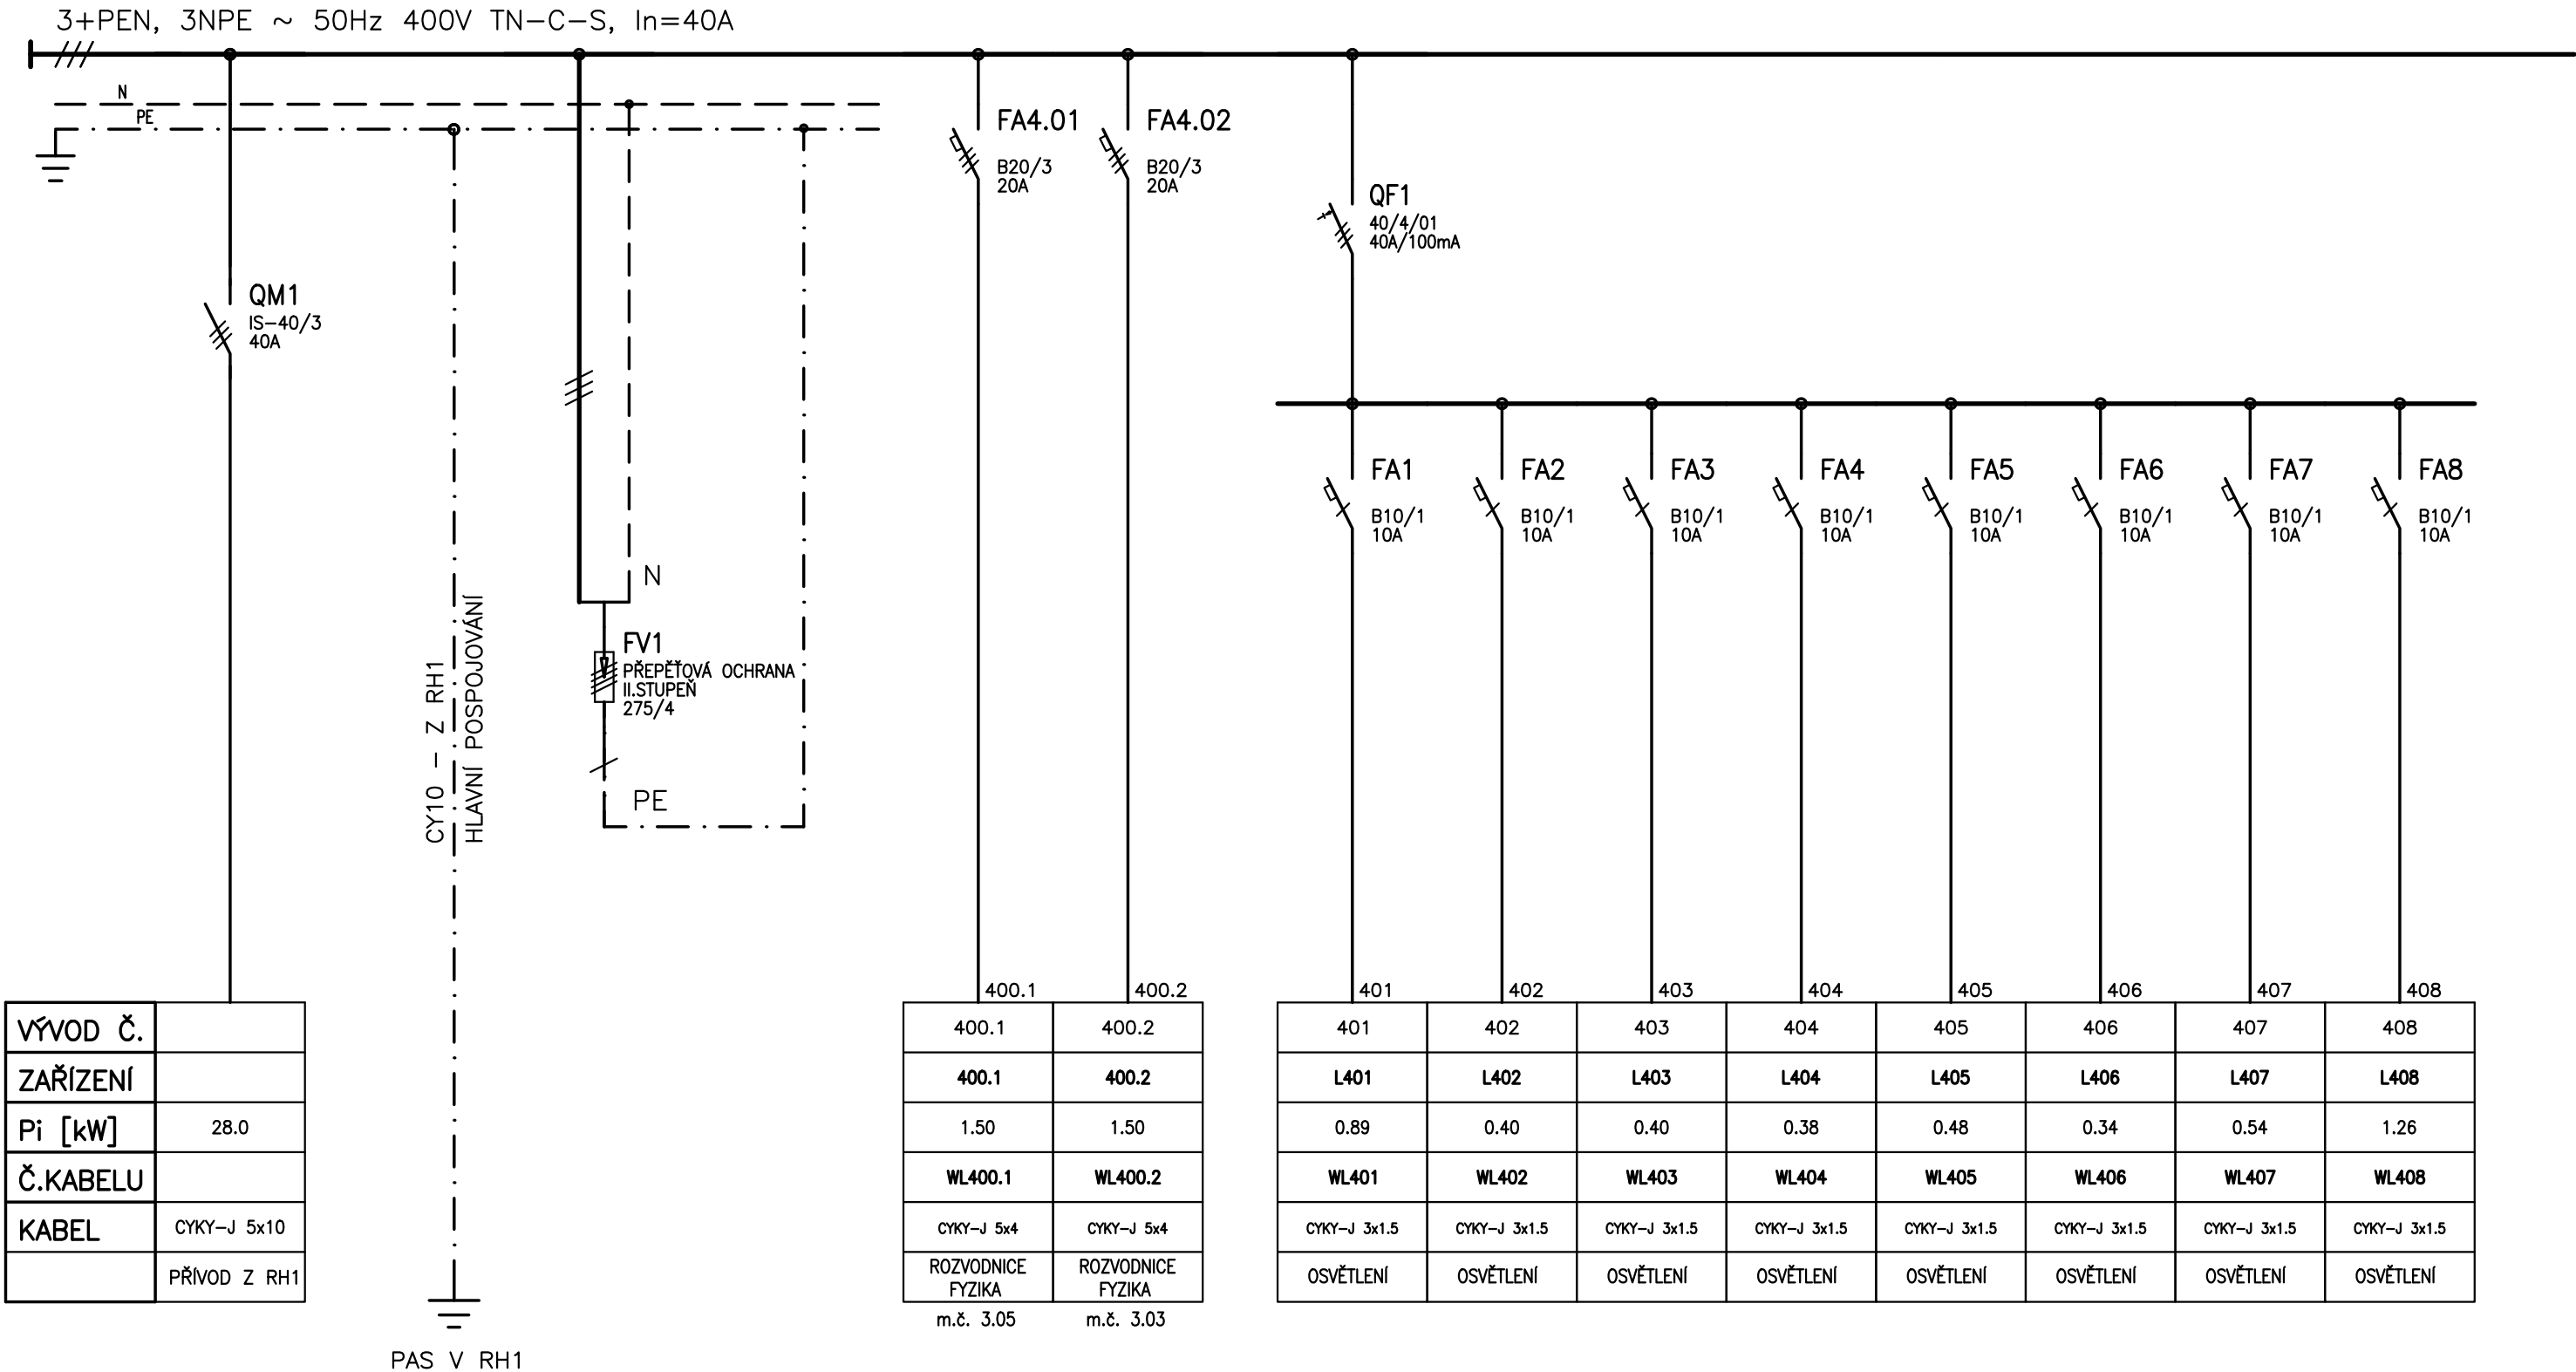 3+PEN, 3NPE ~ 50Hz 400V TN-C-S, In=40A
N
PE
FA4.01
B20/3
20A
FA4.02
B20/3
20A
QF1
40/4/01
40A/100mA
QM1
IS-40/3
40A
FA1
B10/1
10A
FA2
B10/1
10A
FA3
B10/1
10A
FA4
B10/1
10A
FA5
B10/1
10A
FA6
B10/1
10A
FA7
B10/1
10A
FA8
B10/1
10A
N
FV1
PŘEPĚŤOVÁ OCHRANA
II.STUPEŇ
275/4
PE
CY10 - Z RH1
HLAVNÍ POSPOJOVÁNÍ
400.1 400.2 401 402 403 404 405 406 407 408
VÝVOD Č. 400.1 400.2 401 402 403 404 405 406 407 408
ZAŘÍZENÍ 400.1 400.2 L401 L402 L403 L404 L405 L406 L407 L408
Pi [kW] 28.0 1.50 1.50 0.89 0.40 0.40 0.38 0.48 0.34 0.54 1.26
Č.KABELU WL400.1 WL400.2 WL401 WL402 WL403 WL404 WL405 WL406 WL407 WL408
KABEL CYKY-J 5x10 CYKY-J 5x4 CYKY-J 5x4 CYKY-J 3x1.5 CYKY-J 3x1.5 CYKY-J 3x1.5 CYKY-J 3x1.5 CYKY-J 3x1.5 CYKY-J 3x1.5 CYKY-J 3x1.5 CYKY-J 3x1.5
PŘÍVOD Z RH1
ROZVODNICE
FYZIKA
ROZVODNICE
FYZIKA
OSVĚTLENÍ OSVĚTLENÍ OSVĚTLENÍ OSVĚTLENÍ OSVĚTLENÍ OSVĚTLENÍ OSVĚTLENÍ OSVĚTLENÍ
m.č. 3.05 m.č. 3.03
PAS V RH1